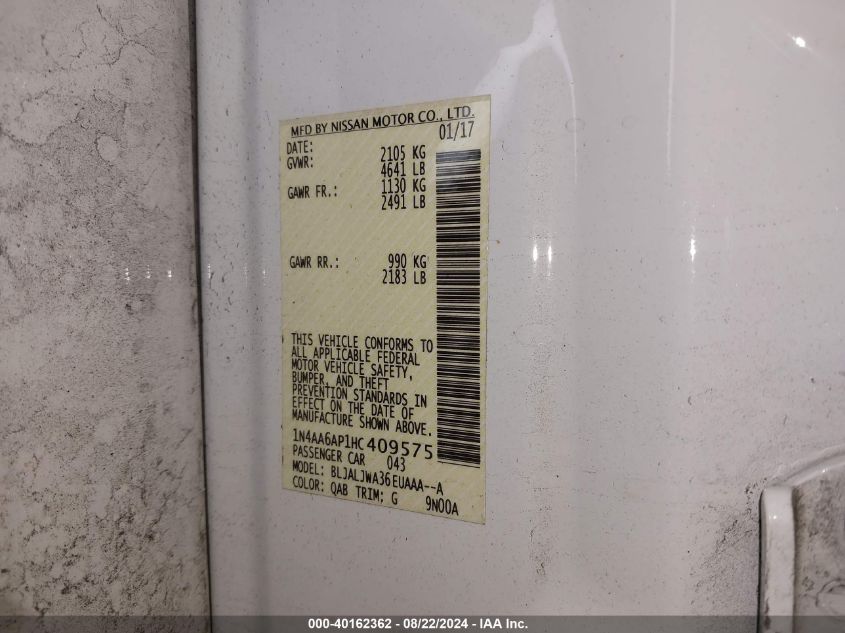 MFD BY NISSAN MOTOR CO., LTD.
DATE: 01/17
GVWR: 2105 KG
4641 LB
GAWR FR.: 1130 KG
2491 LB
GAWR RR.: 990 KG
2183 LB
THIS VEHICLE CONFORMS TO
ALL APPLICABLE FEDERAL
MOTOR VEHICLE SAFETY,
BUMPER, AND THEFT
PREVENTION STANDARDS IN
EFFECT ON THE DATE OF
MANUFACTURE SHOWN ABOVE.
1N4AA6AP1HC409575
PASSENGER CAR 043
MODEL: BLJALJWA36EUAAA--A
COLOR: QAB TRIM; G 9N00A
000-40162362 - 08/22/2024 - IAA Inc.